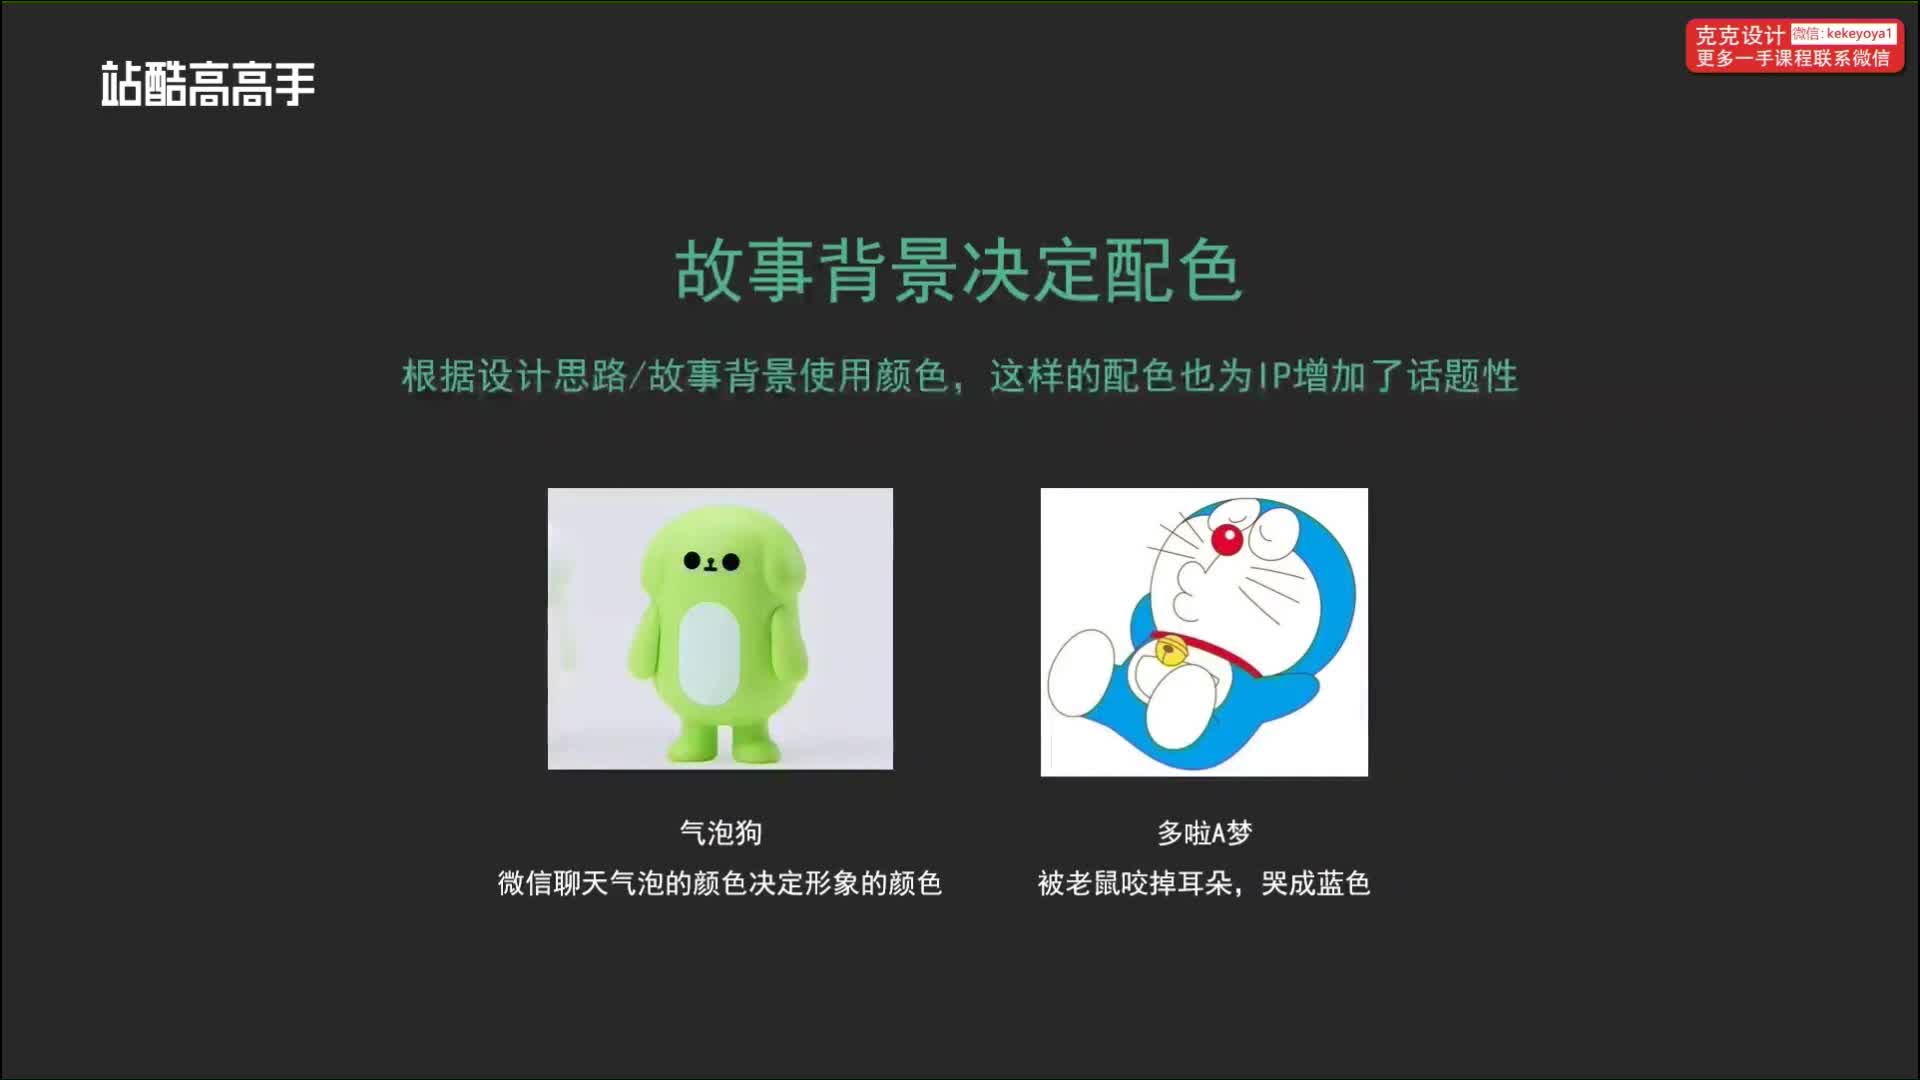 站酷高高手
克克设计 微信: kekeyoya1
更多一手课程联系微信
故事背景决定配色
根据设计思路/故事背景使用颜色，这样的配色也为IP增加了话题性
气泡狗
微信聊天气泡的颜色决定形象的颜色
多啦A梦
被老鼠咬掉耳朵，哭成蓝色